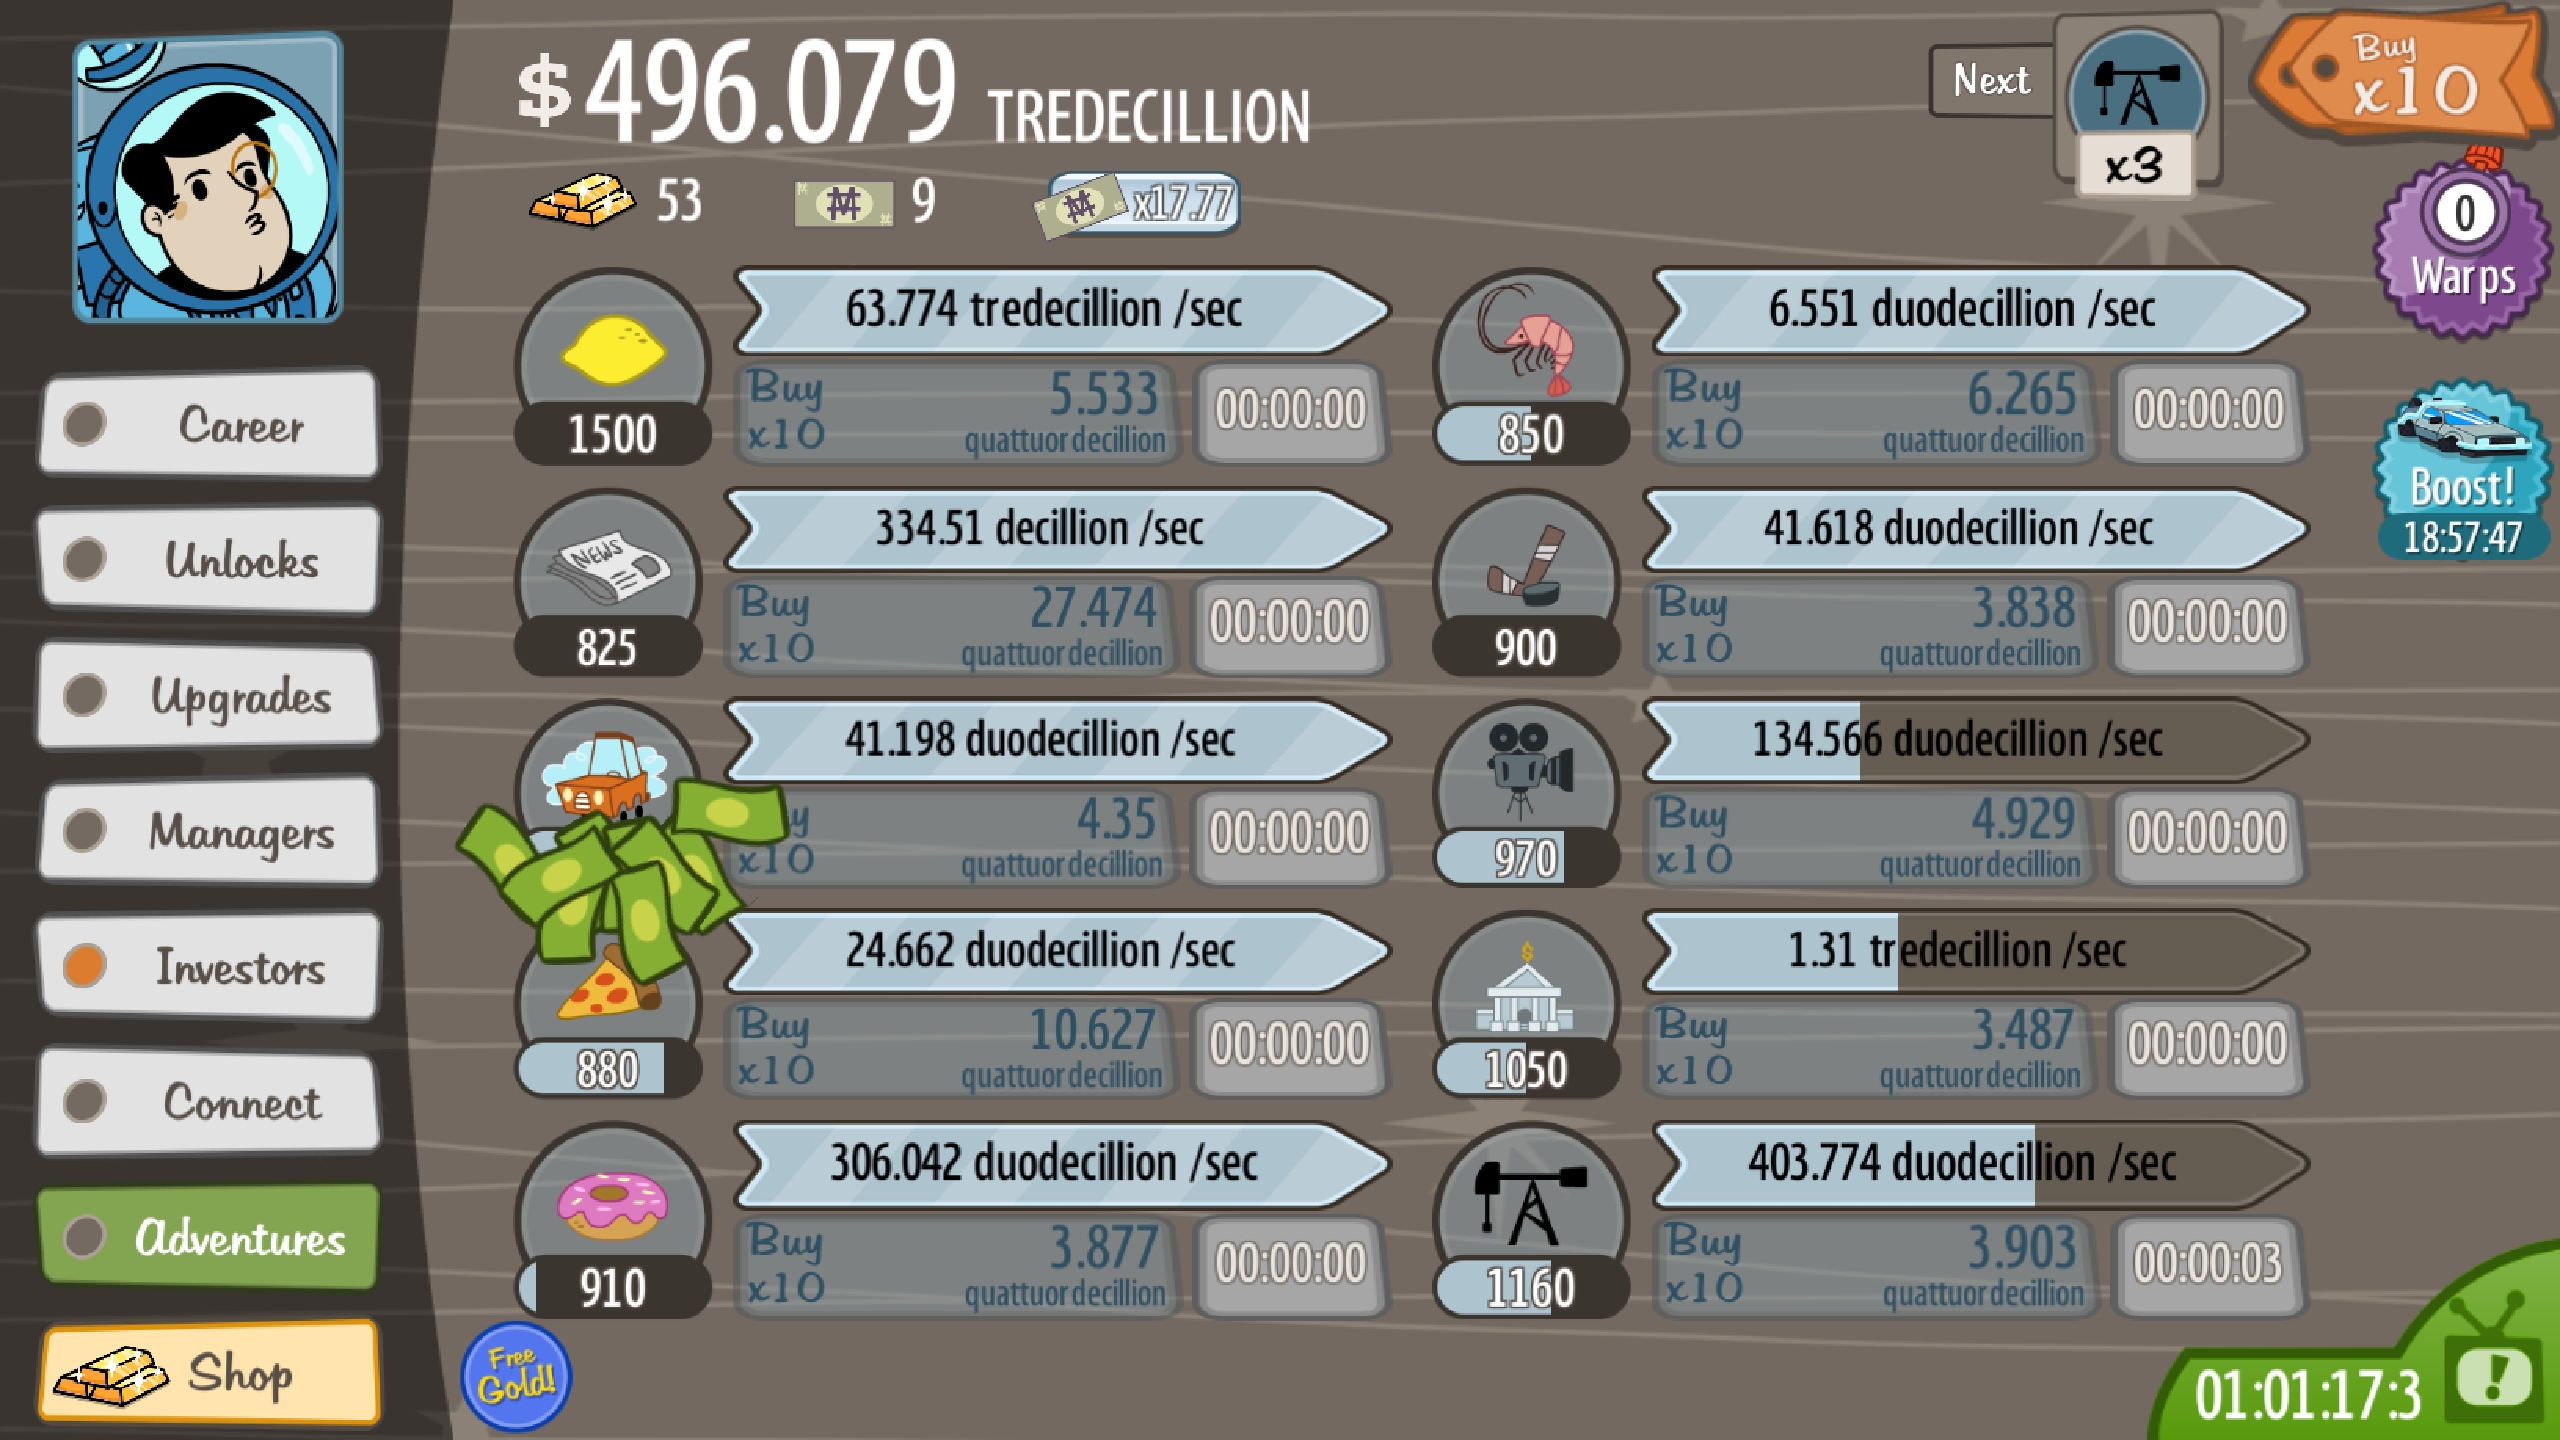 $496.079 TREDECILLION
53
9
x17.77
Next
x3
Buy
x10
0
Warps
Boost!
18:57:47
Career
Unlocks
Upgrades
Managers
Investors
Connect
Adventures
Shop
63.774 tredecillion /sec
1500
Buy
x10
5.533
quattuordecillion
00:00:00
6.551 duodecillion /sec
850
Buy
x10
6.265
quattuordecillion
00:00:00
NEWS
334.51 decillion /sec
825
Buy
x10
27.474
quattuordecillion
00:00:00
41.618 duodecillion /sec
900
Buy
x10
3.838
quattuordecillion
00:00:00
41.198 duodecillion /sec
x10
4.35
quattuordecillion
00:00:00
134.566 duodecillion /sec
970
Buy
x10
4.929
quattuordecillion
00:00:00
24.662 duodecillion /sec
880
Buy
x10
10.627
quattuordecillion
00:00:00
$
1.31 tredecillion /sec
1050
Buy
x10
3.487
quattuordecillion
00:00:00
306.042 duodecillion /sec
910
Buy
x10
3.877
quattuordecillion
00:00:00
403.774 duodecillion /sec
1160
Buy
x10
3.903
quattuordecillion
00:00:03
Free
Gold!
01:01:17:3
!